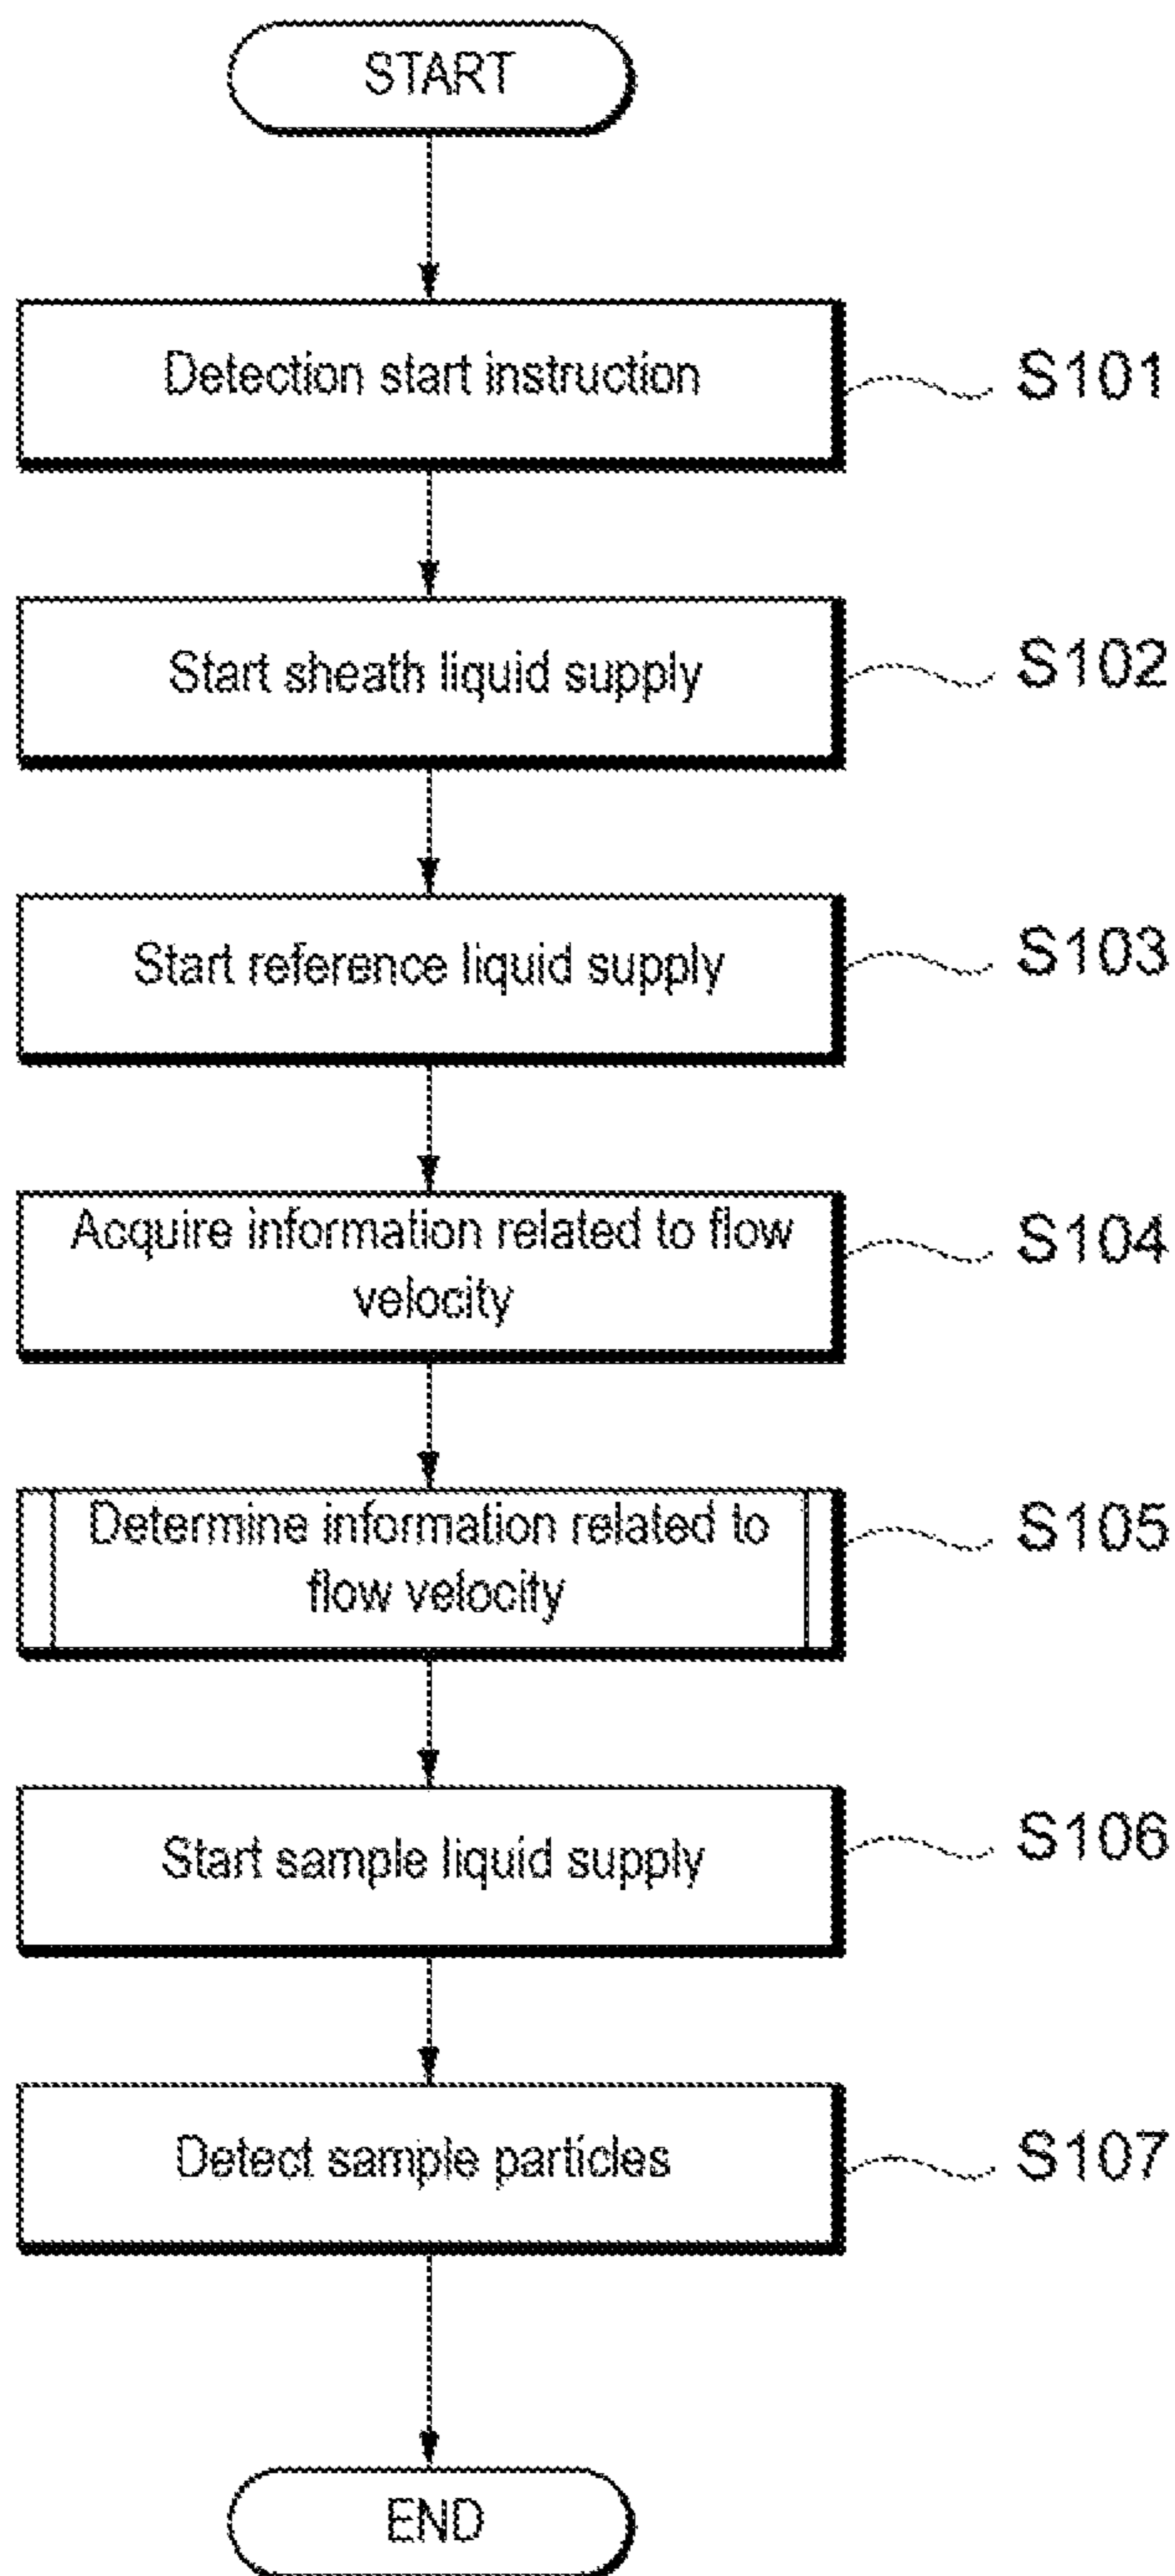 START
Detection start instruction
S101
Start sheath liquid supply
S102
Start reference liquid supply
S103
Acquire information related to flow
velocity
S104
Determine information related to
flow velocity
S105
Start sample liquid supply
S106
Detect sample particles
S107
END